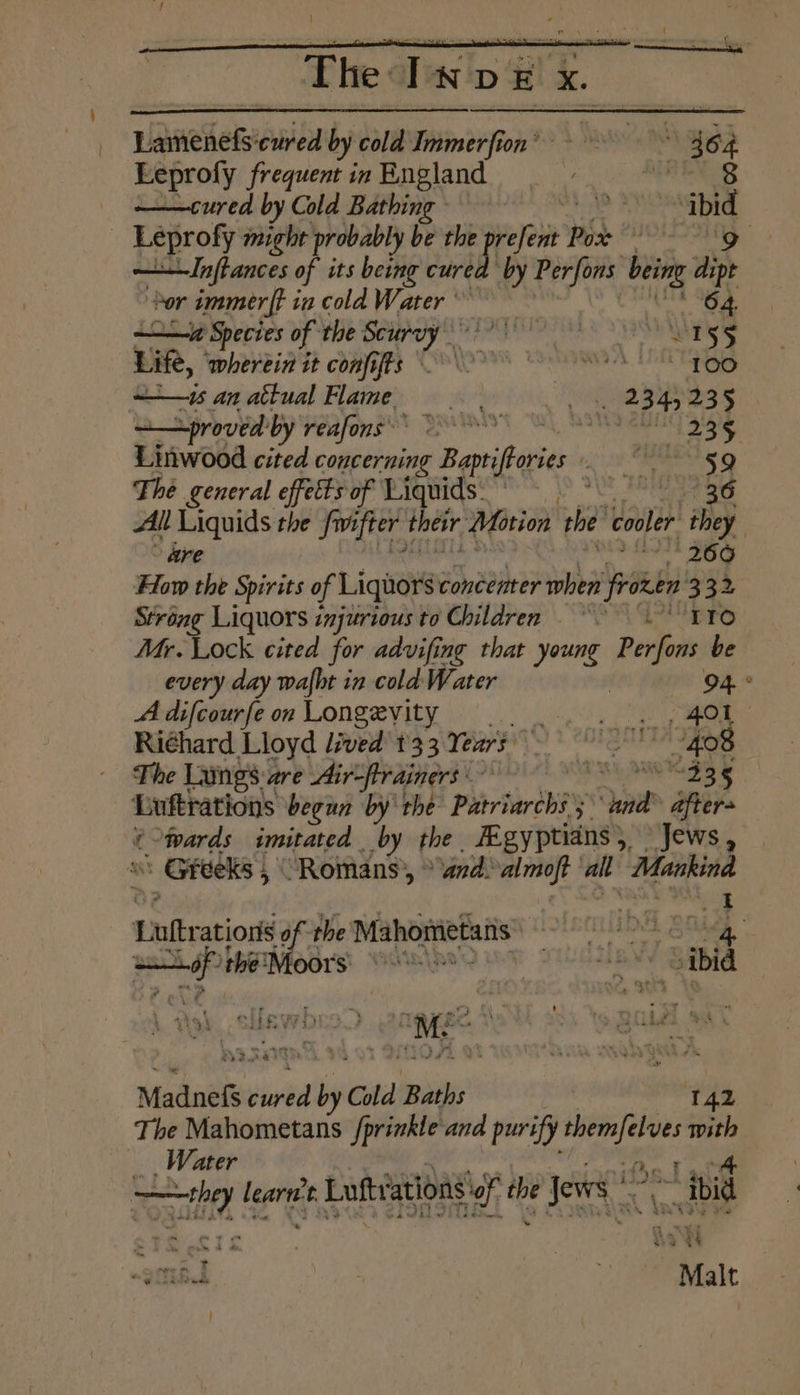 The INDEX.
Lamenefs cured by cold Immerfion 364
Leprofy frequent in England 8
——cured by Cold Bathing ibid
Leprofy might probably be the prefent Pox 9
——Inftances of its being cured by Perfons being dipt
or immerft in cold Water 64
——a Species of the Scurvy 155
Life, wherein it confifts 100
——is an actual Flame 234, 235
——proved by reafons 235
Linwood cited concerning Baptiftories 59
The general effects of Liquids 36
All Liquids the fwifter their Motion the cooler they
are 266
How the Spirits of Liquors concenter when frozen 332
Strong Liquors injurious to Children 110
Mr. Lock cited for advifing that young Perfons be
every day wafht in cold Water 94
A difcourfe on Longævity 401
Richard Lloyd lived 133 Years 408
The Lungs are Air-ftrainers 235
Luftrations begun by the Patriarchs; and after-
wards imitated by the Ægyptians, Jews,
Greeks, Romans, and almoft all Mankind
1
Luftrations of the Mahometans 4
——of the Moors ibid
M.
Madnefs cured by Cold Baths 142
The Mahometans fprinkle and purify themfelves with
Water 4
——they learn't Luftrations of the Jews ibid
Malt